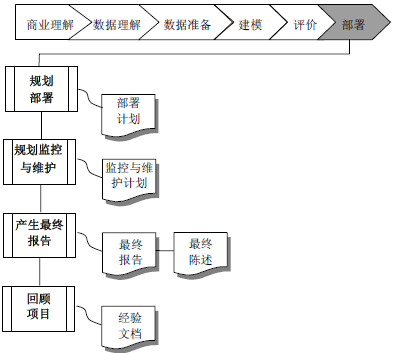 商业理解 数据理解 数据准备 建模 评价 部署
规划
部署
部署
计划
规划监控
与维护
监控与维
护计划
产生最终
报告
最终
报告
最终
陈述
回顾
项目
经验
文档